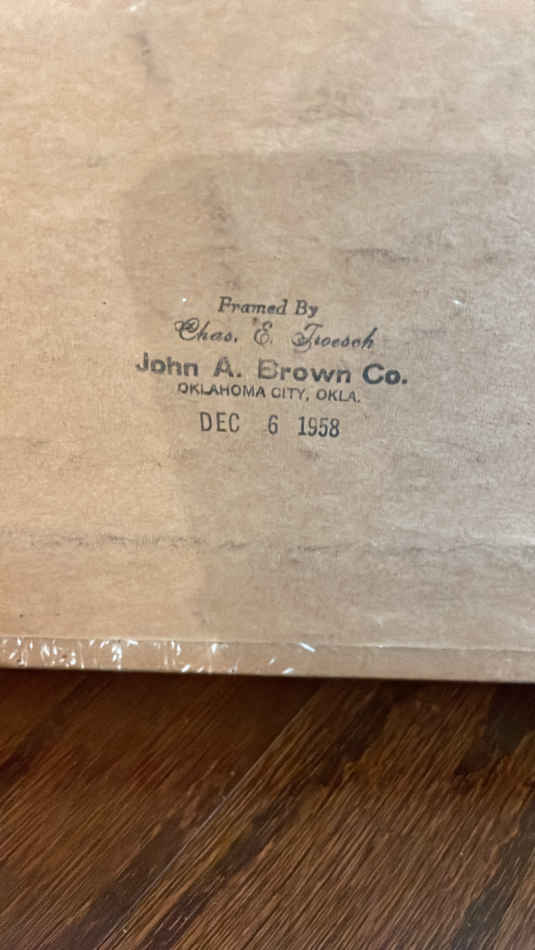 Framed By
Chas. E. Troesch
John A. Brown Co.
OKLAHOMA CITY, OKLA.
DEC 6 1958